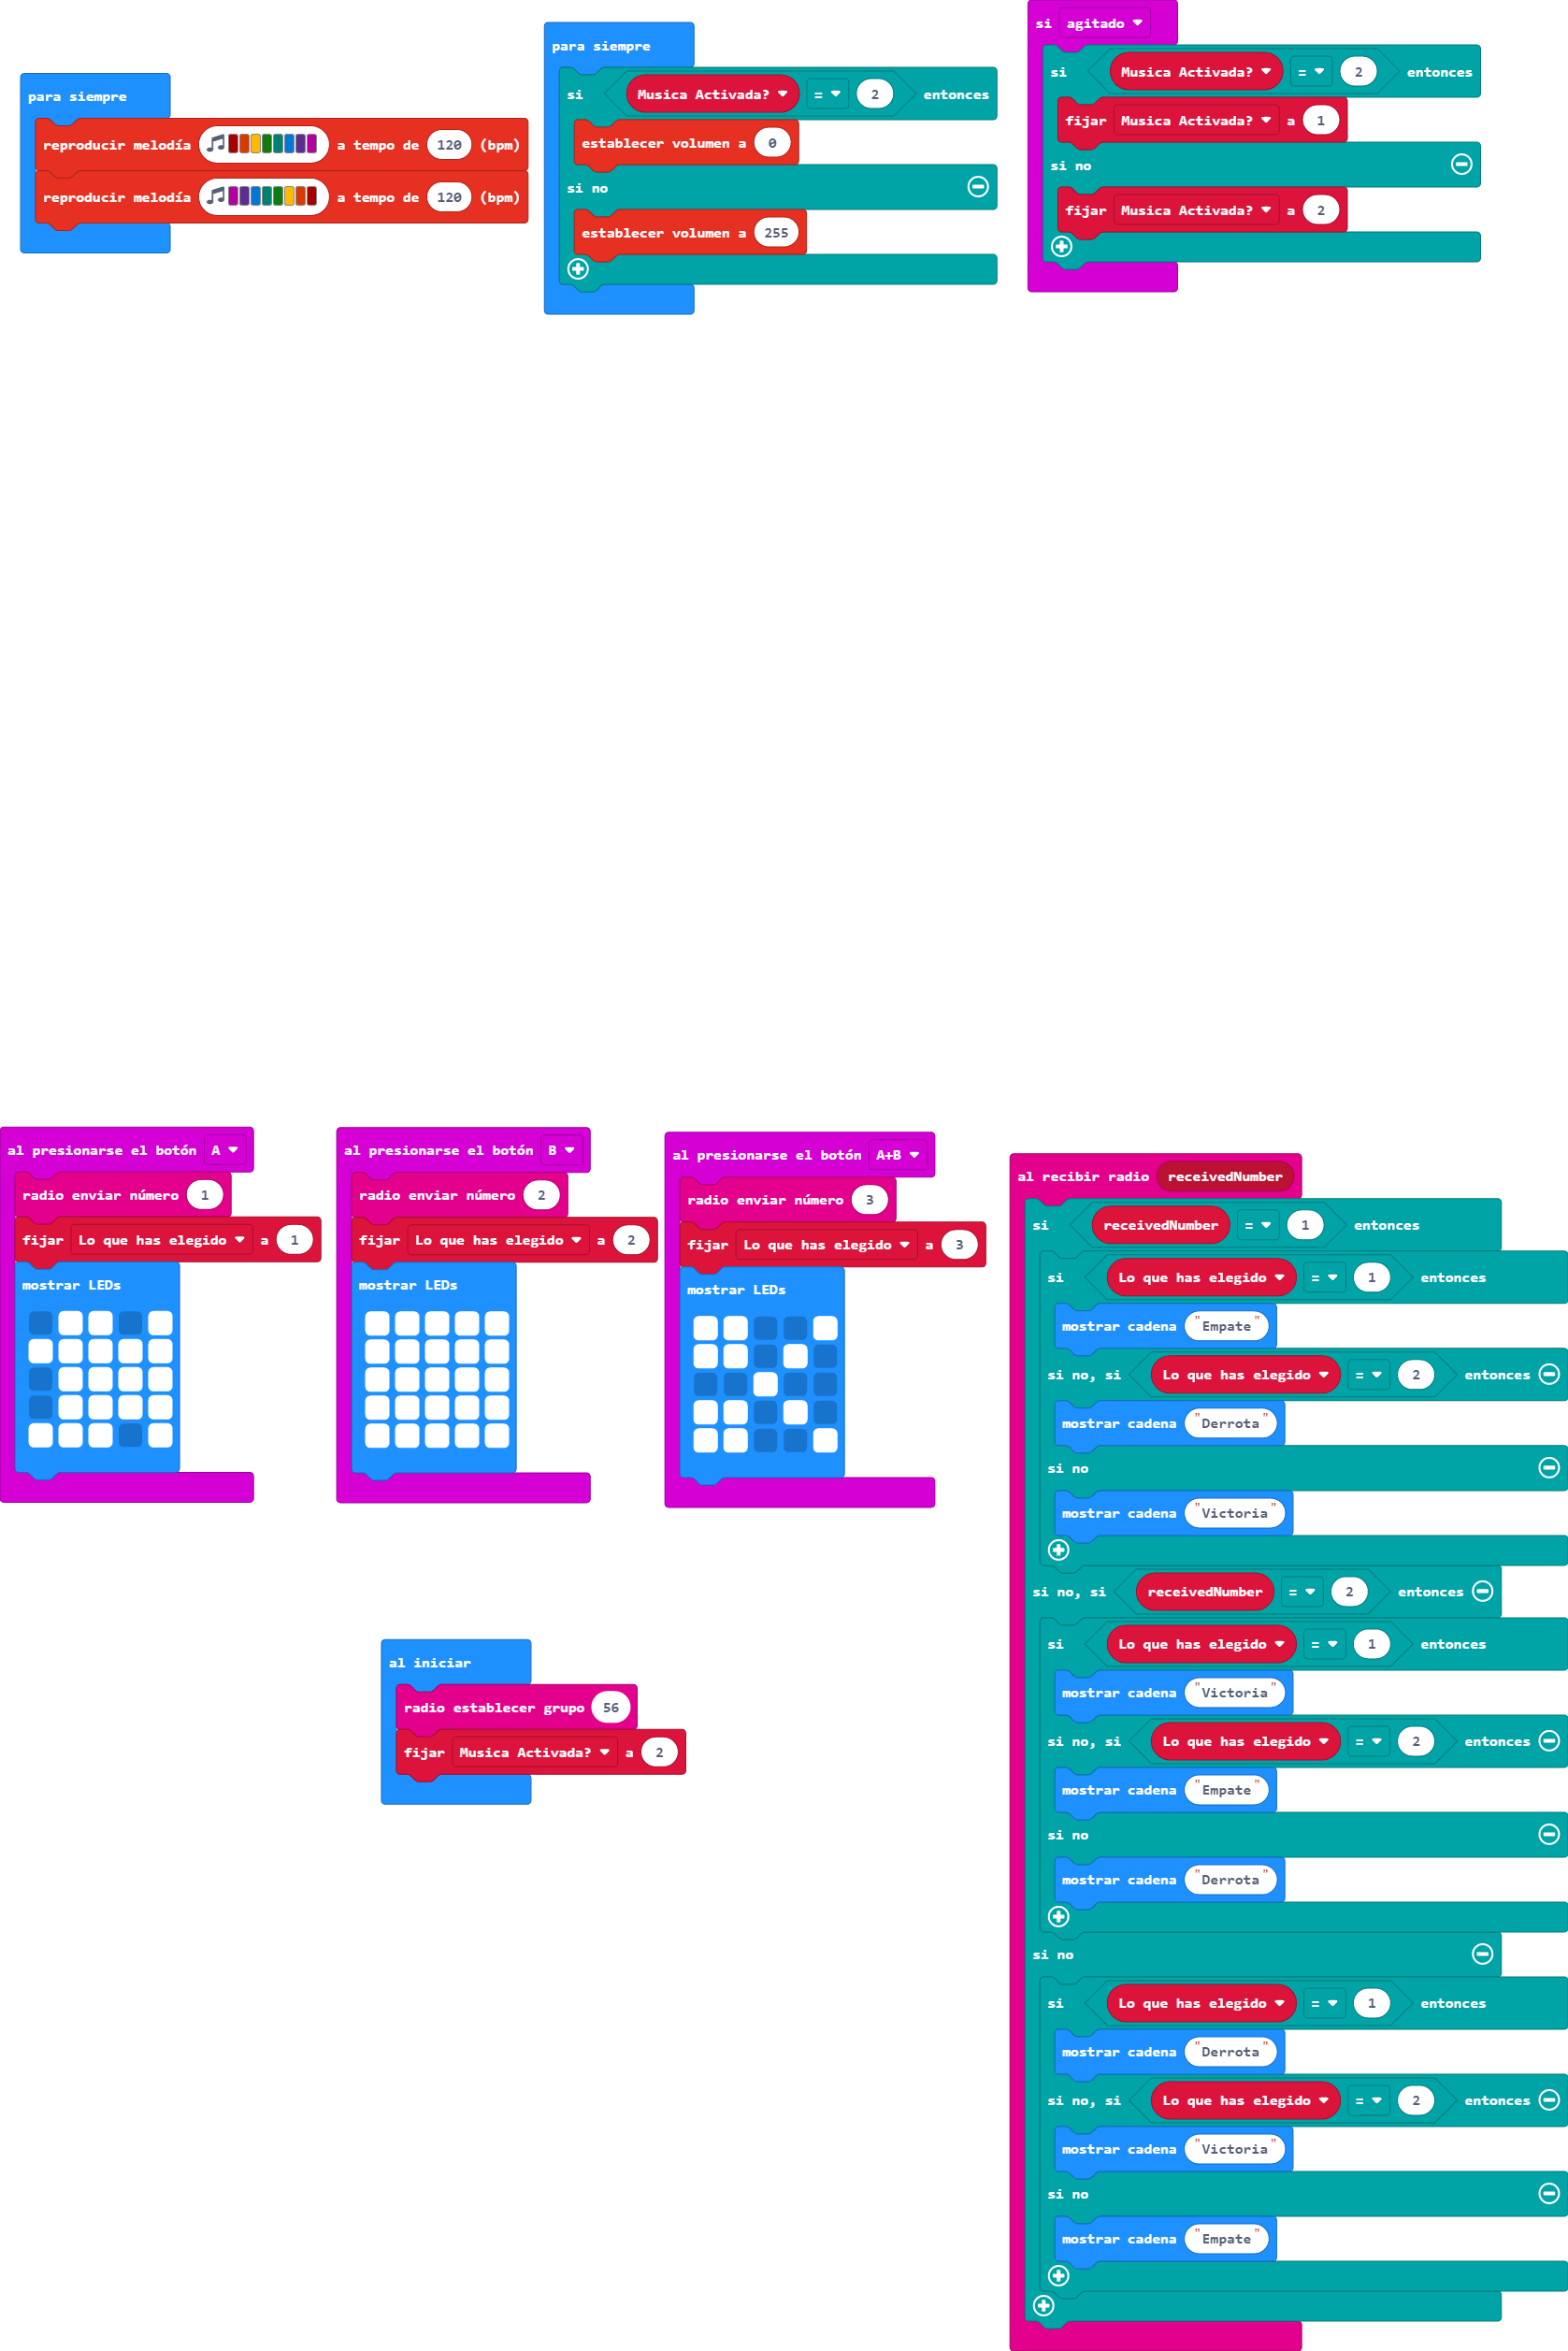 para siempre
reproducir melodía a tempo de 120 (bpm)
reproducir melodía a tempo de 120 (bpm)
para siempre
si Musica Activada? = 2 entonces
establecer volumen a 0
si no
establecer volumen a 255
si agitado
si Musica Activada? = 2 entonces
fijar Musica Activada? a 1
si no
fijar Musica Activada? a 2
al presionarse el botón A
radio enviar número 1
fijar Lo que has elegido a 1
mostrar LEDs
al presionarse el botón B
radio enviar número 2
fijar Lo que has elegido a 2
mostrar LEDs
al presionarse el botón A+B
radio enviar número 3
fijar Lo que has elegido a 3
mostrar LEDs
al iniciar
radio establecer grupo 56
fijar Musica Activada? a 2
al recibir radio receivedNumber
si receivedNumber = 1 entonces
si Lo que has elegido = 1 entonces
mostrar cadena "Empate"
si no, si Lo que has elegido = 2 entonces
mostrar cadena "Derrota"
si no
mostrar cadena "Victoria"
si no, si receivedNumber = 2 entonces
si Lo que has elegido = 1 entonces
mostrar cadena "Victoria"
si no, si Lo que has elegido = 2 entonces
mostrar cadena "Empate"
si no
mostrar cadena "Derrota"
si no
si Lo que has elegido = 1 entonces
mostrar cadena "Derrota"
si no, si Lo que has elegido = 2 entonces
mostrar cadena "Victoria"
si no
mostrar cadena "Empate"